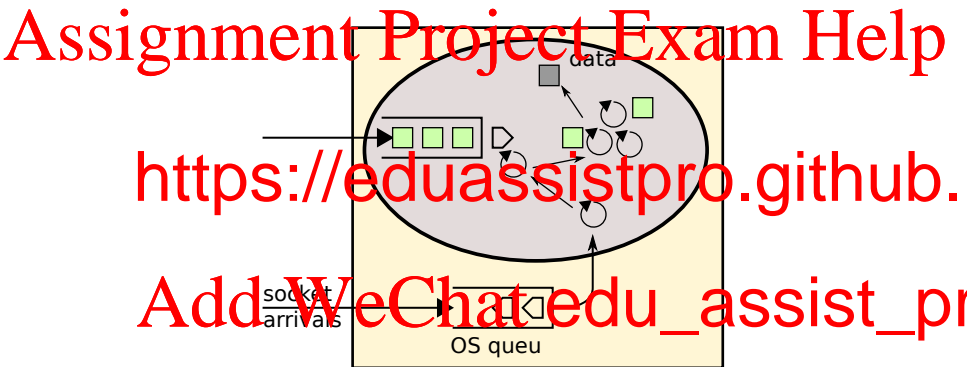 Assignment Project Exam Help
data
https://eduassistpro.github.
socket
arrivals
Add WeChat edu_assist_pr
OS queu